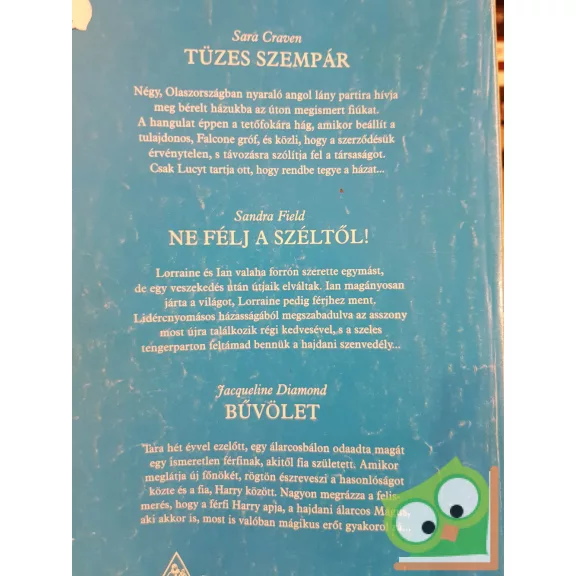 Sara Craven
TÜZES SZEMPÁR
Négy, Olaszországban nyaraló angol lány partira hívja
meg bérelt házukba az úton megismert fiúkat.
A hangulat éppen a tetőfokára hág, amikor beállít a
tulajdonos, Falcone gróf, és közli, hogy a szerződésük
érvénytelen, s távozásra szólítja fel a társaságot.
Csak Lucyt tartja ott, hogy rendbe tegye a házat...
Sandra Field
NE FÉLJ A SZÉLTŐL!
Lorraine és Ian valaha forrón szerette egymást,
de egy veszekedés után útjaik elváltak. Ian magányosan
járta a világot, Lorraine pedig férjhez ment.
Lidércnyomásos házasságából megszabadulva az asszony
most újra találkozik régi kedvesével, s a szeles
tengerparton feltámad bennük a hajdani szenvedély...
Jacqueline Diamond
BŰVÖLET
Tara hét évvel ezelőtt, egy álarcosbálon odaadta magát
egy ismeretlen férfinak, akitől fia született. Amikor
meglátja új főnökét, rögtön észreveszi a hasonlóságot
közte és a fia, Harry között. Nagyon megrázza a felis-
merés, hogy a férfi Harry apja, a hajdani álarcos Mágus,
aki akkor is, most is valóban mágikus erőt gyakorol